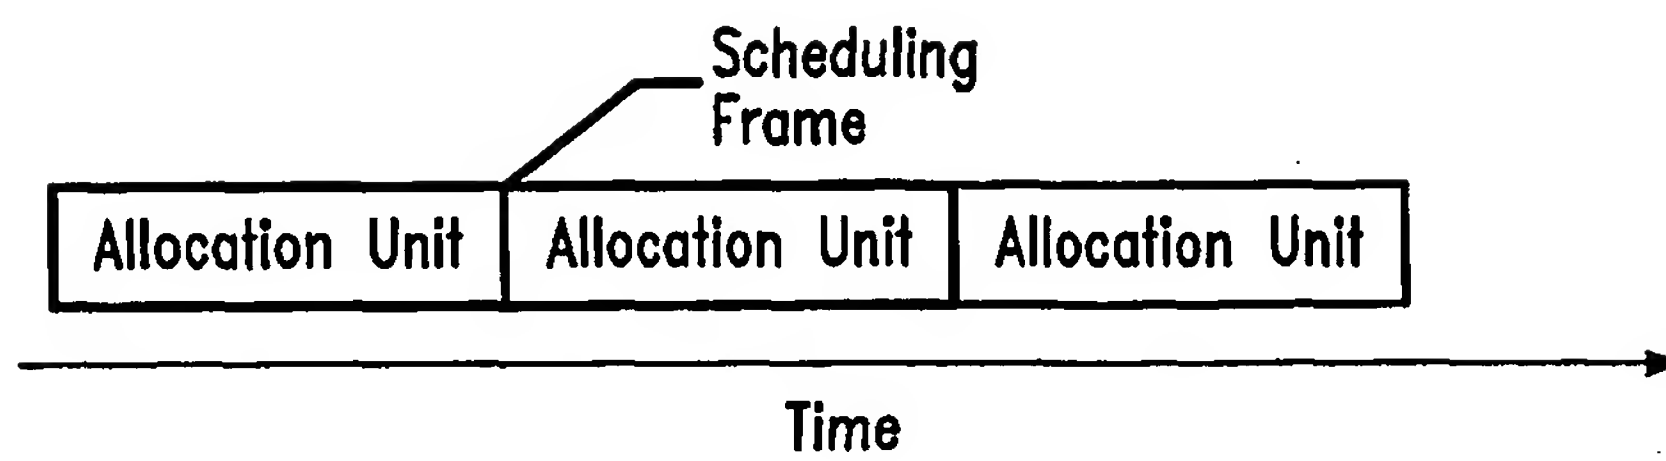 Scheduling
Frame
Allocation Unit Allocation Unit Allocation Unit
Time